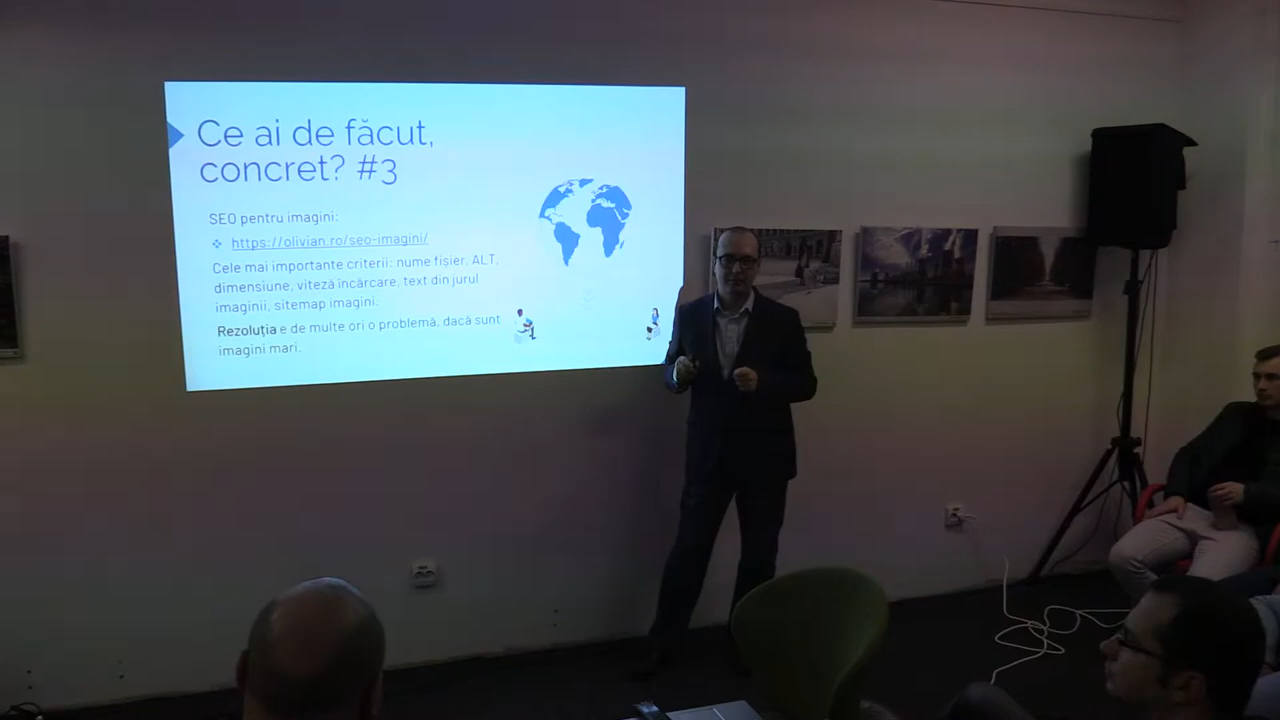 Ce ai de făcut,
concret? #3
SEO pentru imagini:
https://olivian.ro/seo-imagini/
Cele mai importante criterii: nume fișier, ALT,
dimensiune, viteză încărcare, text din jurul
imaginii, sitemap imagini.
Rezoluția e de multe ori o problemă, dacă sunt
imagini mari.